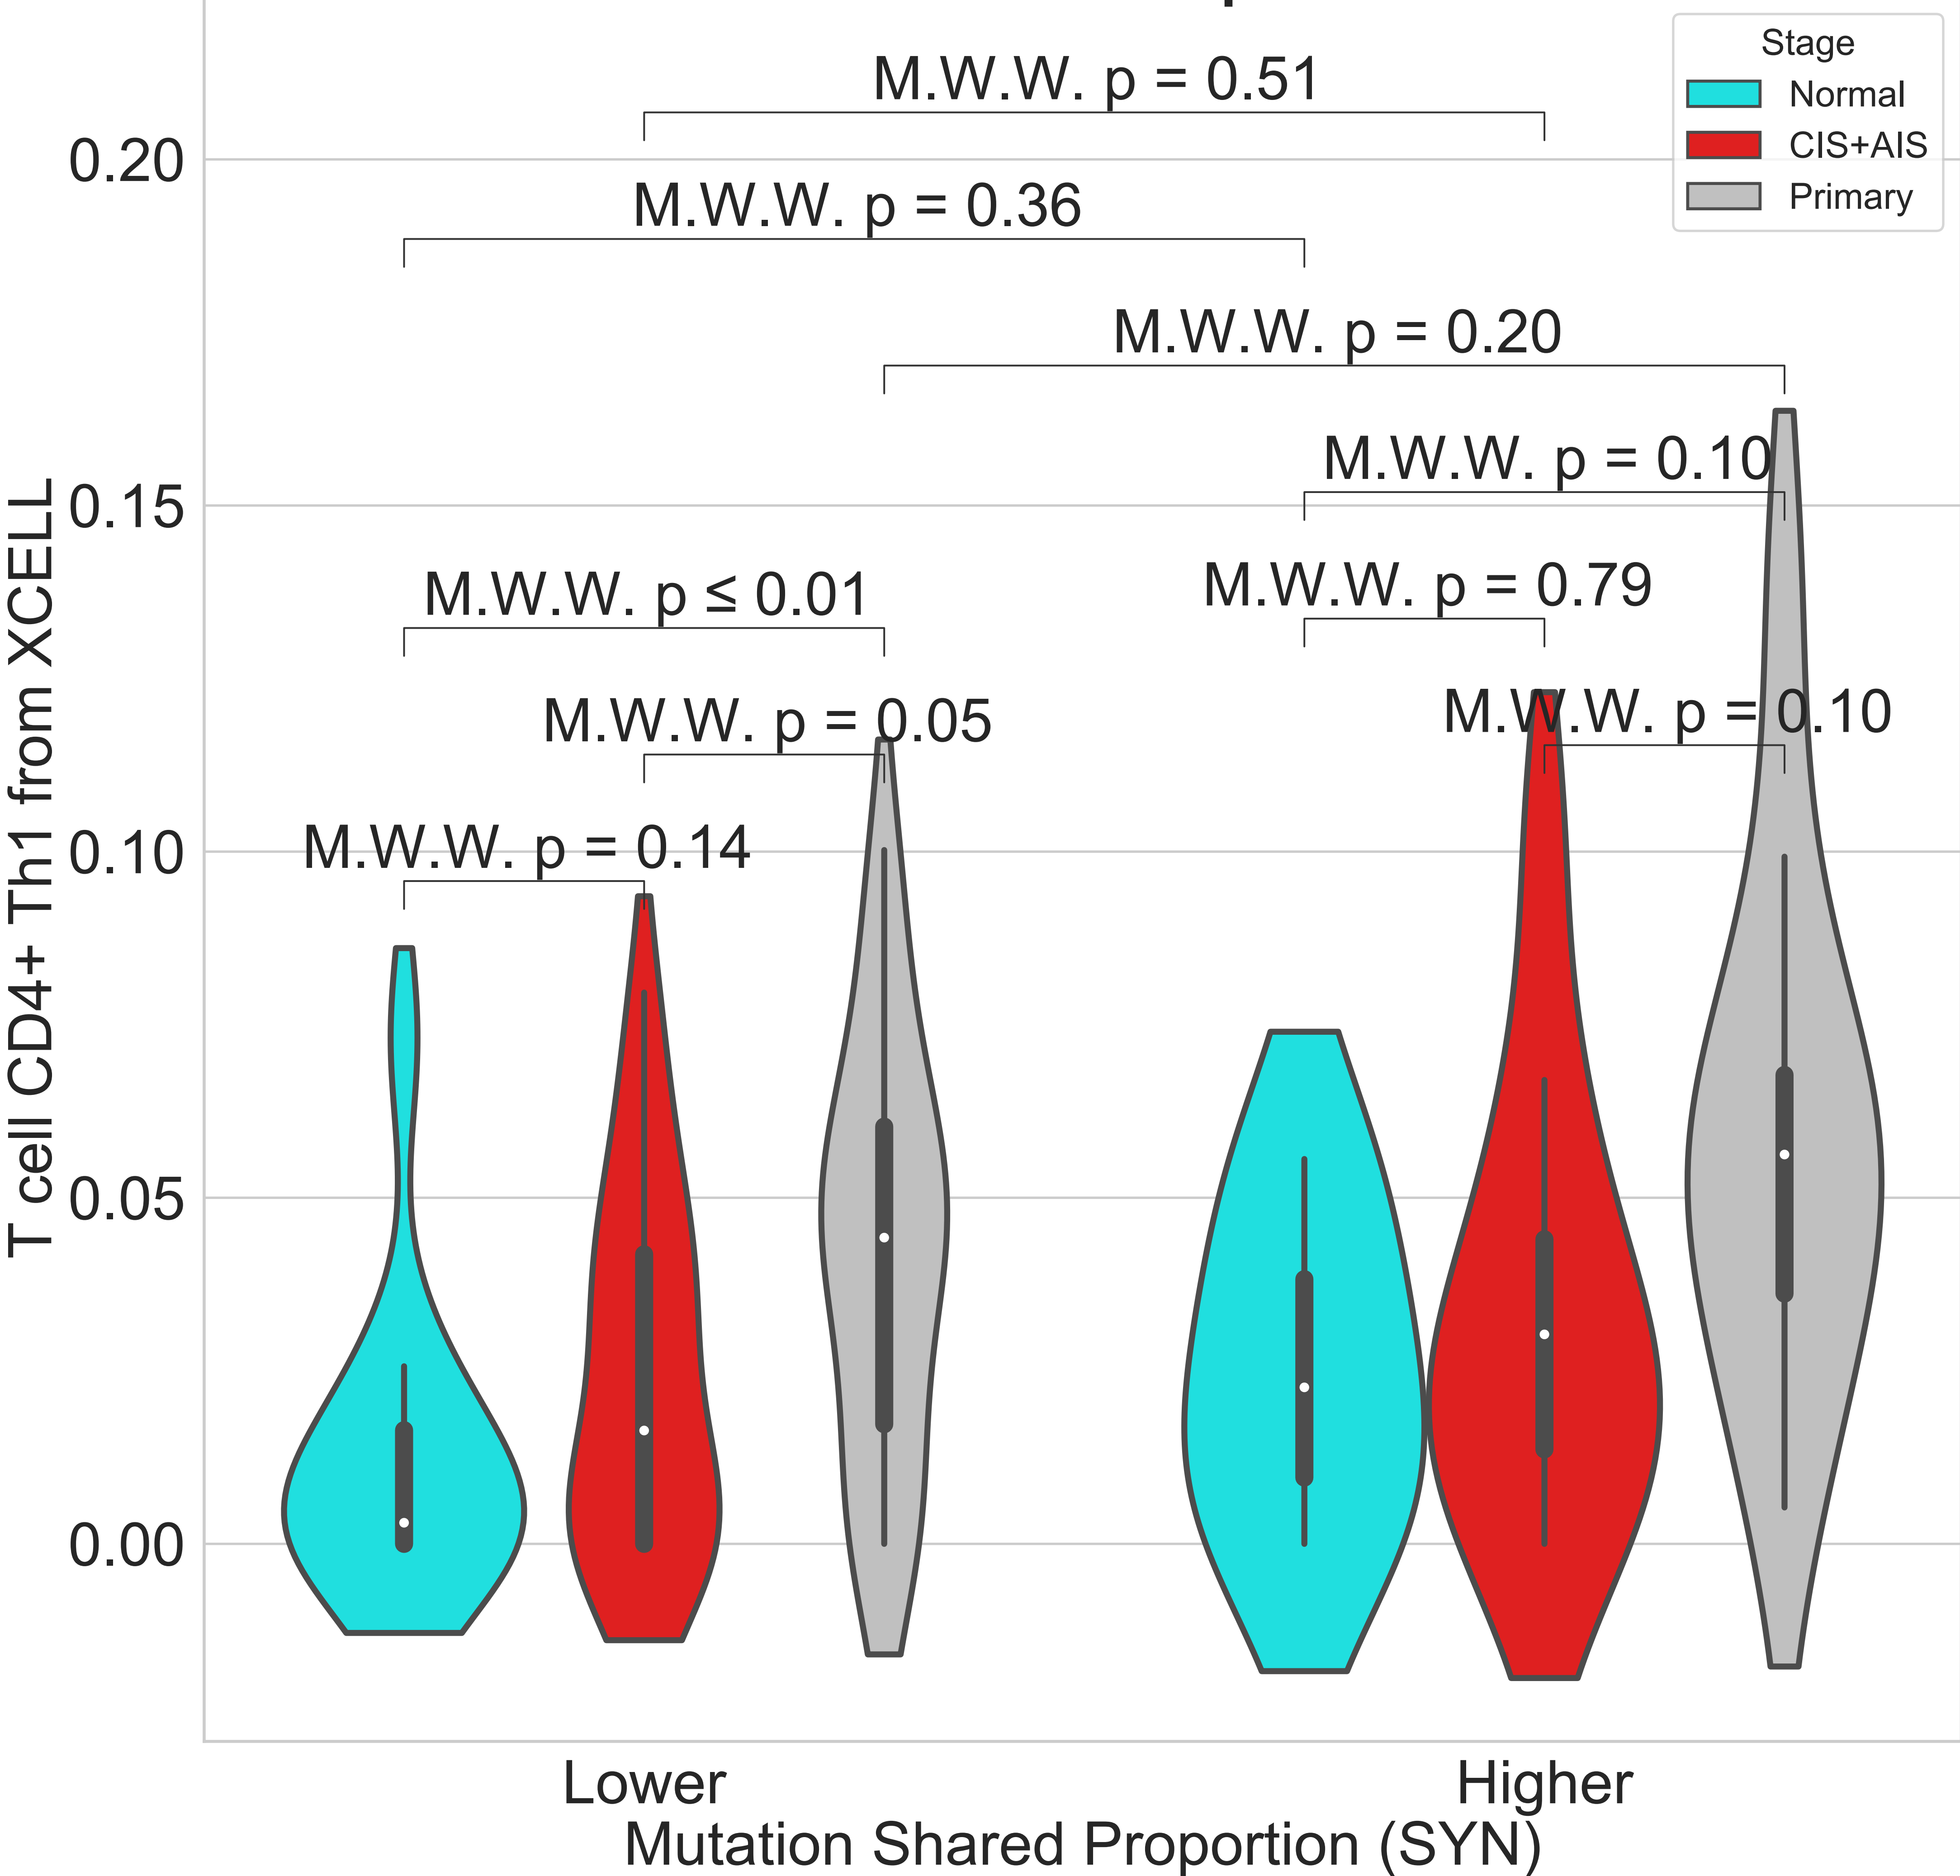 Stage
Normal
CIS+AIS
Primary
M.W.W. p = 0.51
M.W.W. p = 0.36
M.W.W. p = 0.20
M.W.W. p = 0.10
M.W.W. p ≤ 0.01
M.W.W. p = 0.79
M.W.W. p = 0.05
M.W.W. p = 0.10
M.W.W. p = 0.14
T cell CD4+ Th1 from XCELL
0.20
0.15
0.10
0.05
0.00
Lower
Higher
Mutation Shared Proportion (SYN)